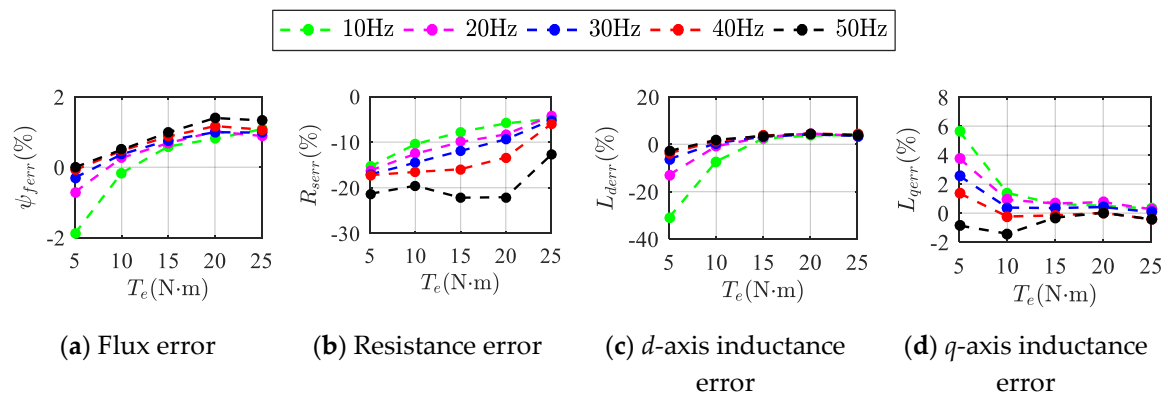 10Hz 20Hz 30Hz 40Hz 50Hz
2
0
-2
ψ_ferr(%)
5 10 15 20 25
T_e(N·m)
(a) Flux error
0
-10
-20
-30
R_serr(%)
5 10 15 20 25
T_e(N·m)
(b) Resistance error
20
0
-20
-40
L_derr(%)
5 10 15 20 25
T_e(N·m)
(c) d-axis inductance
error
8
6
4
2
0
-2
L_qerr(%)
5 10 15 20 25
T_e(N·m)
(d) q-axis inductance
error